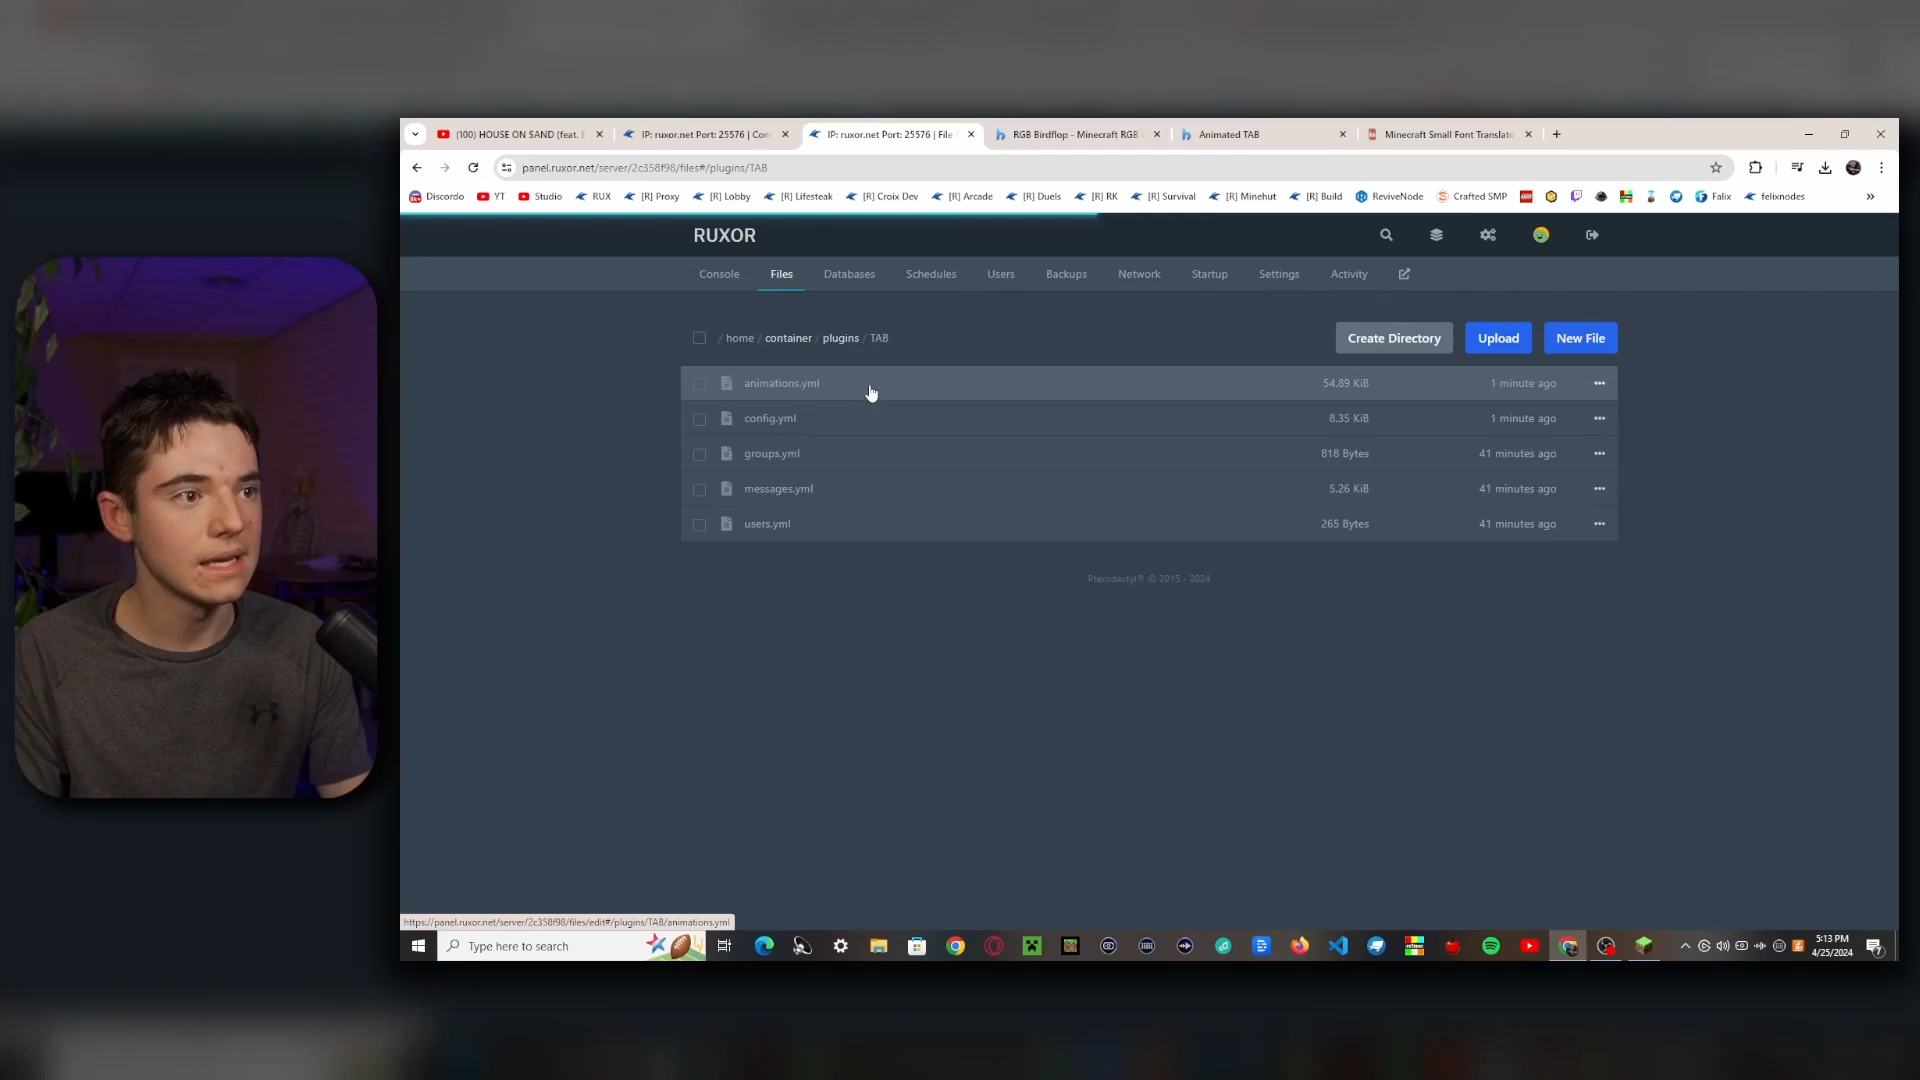 (100) HOUSE ON SAND (feat. E
IP: ruxor.net Port: 25576 | Con
IP: ruxor.net Port: 25576 | File
RGB Birdflop - Minecraft RGB
Animated TAB
Minecraft Small Font Translato
panel.ruxor.net/server/2c358f98/files#/plugins/TAB
Discordo YT Studio RUX [R] Proxy [R] Lobby [R] Lifesteak [R] Croix Dev [R] Arcade [R] Duels [R] RK [R] Survival [R] Minehut [R] Build ReviveNode Crafted SMP Falix felixnodes »
RUXOR
Console Files Databases Schedules Users Backups Network Startup Settings Activity
/ home / container / plugins / TAB
Create Directory Upload New File
animations.yml 54.89 KiB 1 minute ago
config.yml 8.35 KiB 1 minute ago
groups.yml 818 Bytes 41 minutes ago
messages.yml 5.26 KiB 41 minutes ago
users.yml 265 Bytes 41 minutes ago
Pterodactyl® © 2015 - 2024
https://panel.ruxor.net/server/2c358f98/files/edit#/plugins/TAB/animations.yml
Type here to search
5:13 PM
4/25/2024